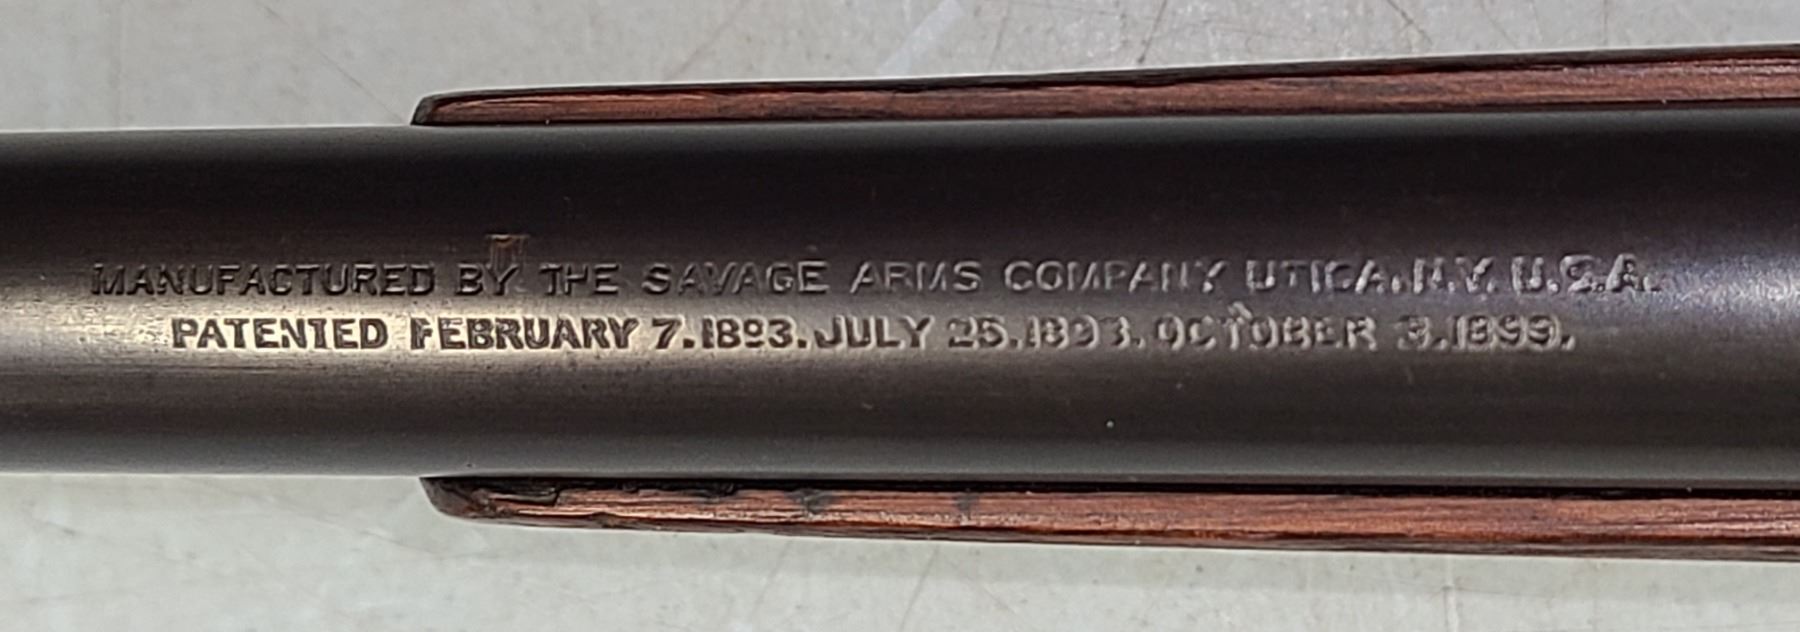 MANUFACTURED BY THE SAVAGE ARMS COMPANY UTICA. N.Y. U.S.A.
PATENTED FEBRUARY 7. 1893. JULY 25. 1893. OCTOBER 3. 1899.